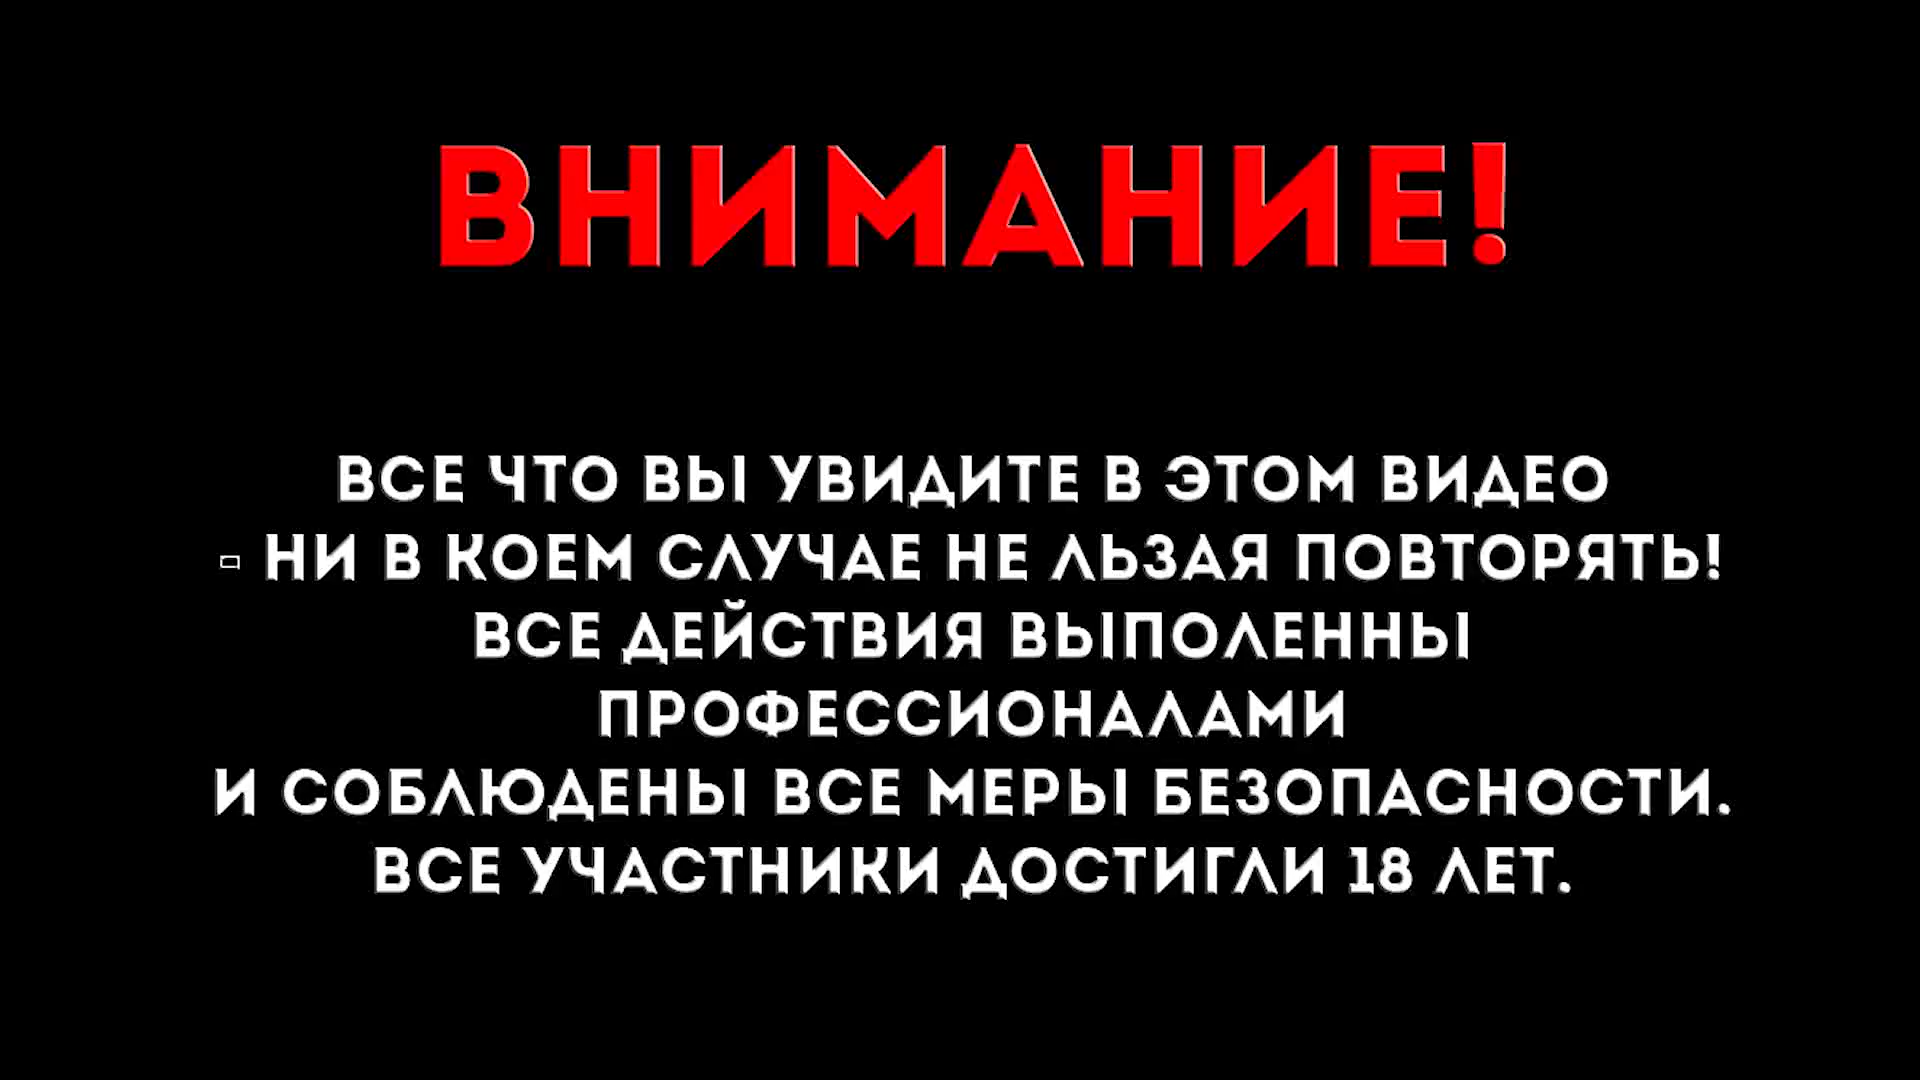 ВНИМАНИЕ!
ВСЕ ЧТО ВЫ УВИДИТЕ В ЭТОМ ВИДЕО
- НИ В КОЕМ СЛУЧАЕ НЕ ЛЬЗАЯ ПОВТОРЯТЬ!
ВСЕ ДЕЙСТВИЯ ВЫПОЛЕННЫ
ПРОФЕССИОНАЛАМИ
И СОБЛЮДЕНЫ ВСЕ МЕРЫ БЕЗОПАСНОСТИ.
ВСЕ УЧАСТНИКИ ДОСТИГЛИ 18 ЛЕТ.